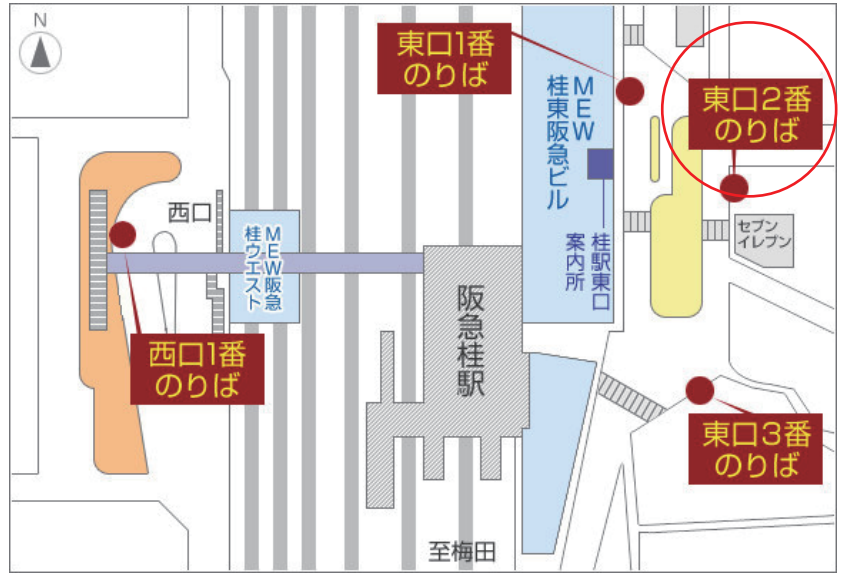 N
東口1番
のりば
東口2番
のりば
MEW
桂東阪急ビル
西口
MEW阪急
桂ウエスト
桂駅東口
案内所
セブン
イレブン
阪急桂駅
西口1番
のりば
東口3番
のりば
至梅田